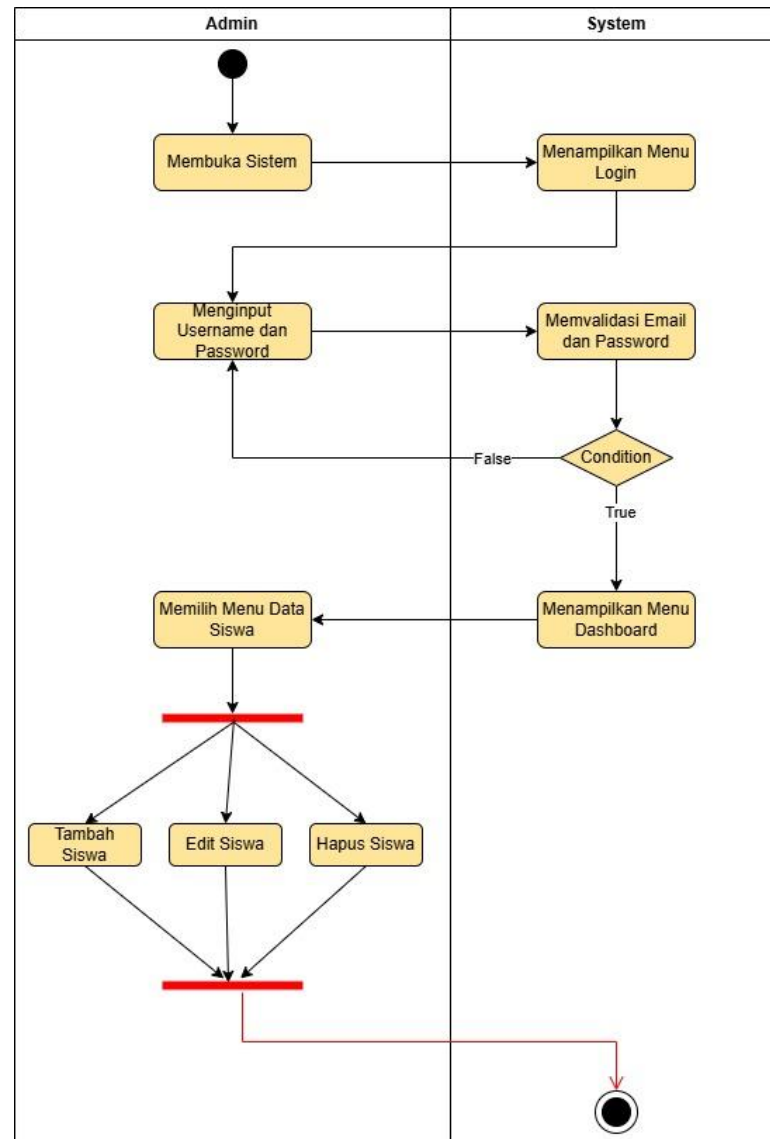 Admin
System
Membuka Sistem
Menampilkan Menu
Login
Menginput
Username dan
Password
Memvalidasi Email
dan Password
False
Condition
True
Memilih Menu Data
Siswa
Menampilkan Menu
Dashboard
Tambah
Siswa
Edit Siswa
Hapus Siswa